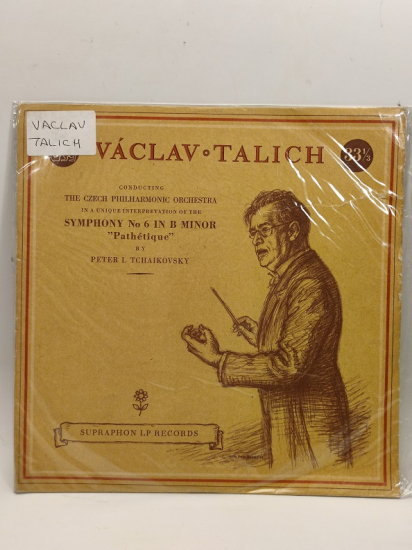 VACLAV
TALICH
VÁCLAV • TALICH
33⅓
CONDUCTING
THE CZECH PHILHARMONIC ORCHESTRA
IN A UNIQUE INTERPRETATION OF THE
SYMPHONY No 6 IN B MINOR
"Pathétique"
BY
PETER I. TCHAIKOVSKY
SUPRAPHON LP RECORDS